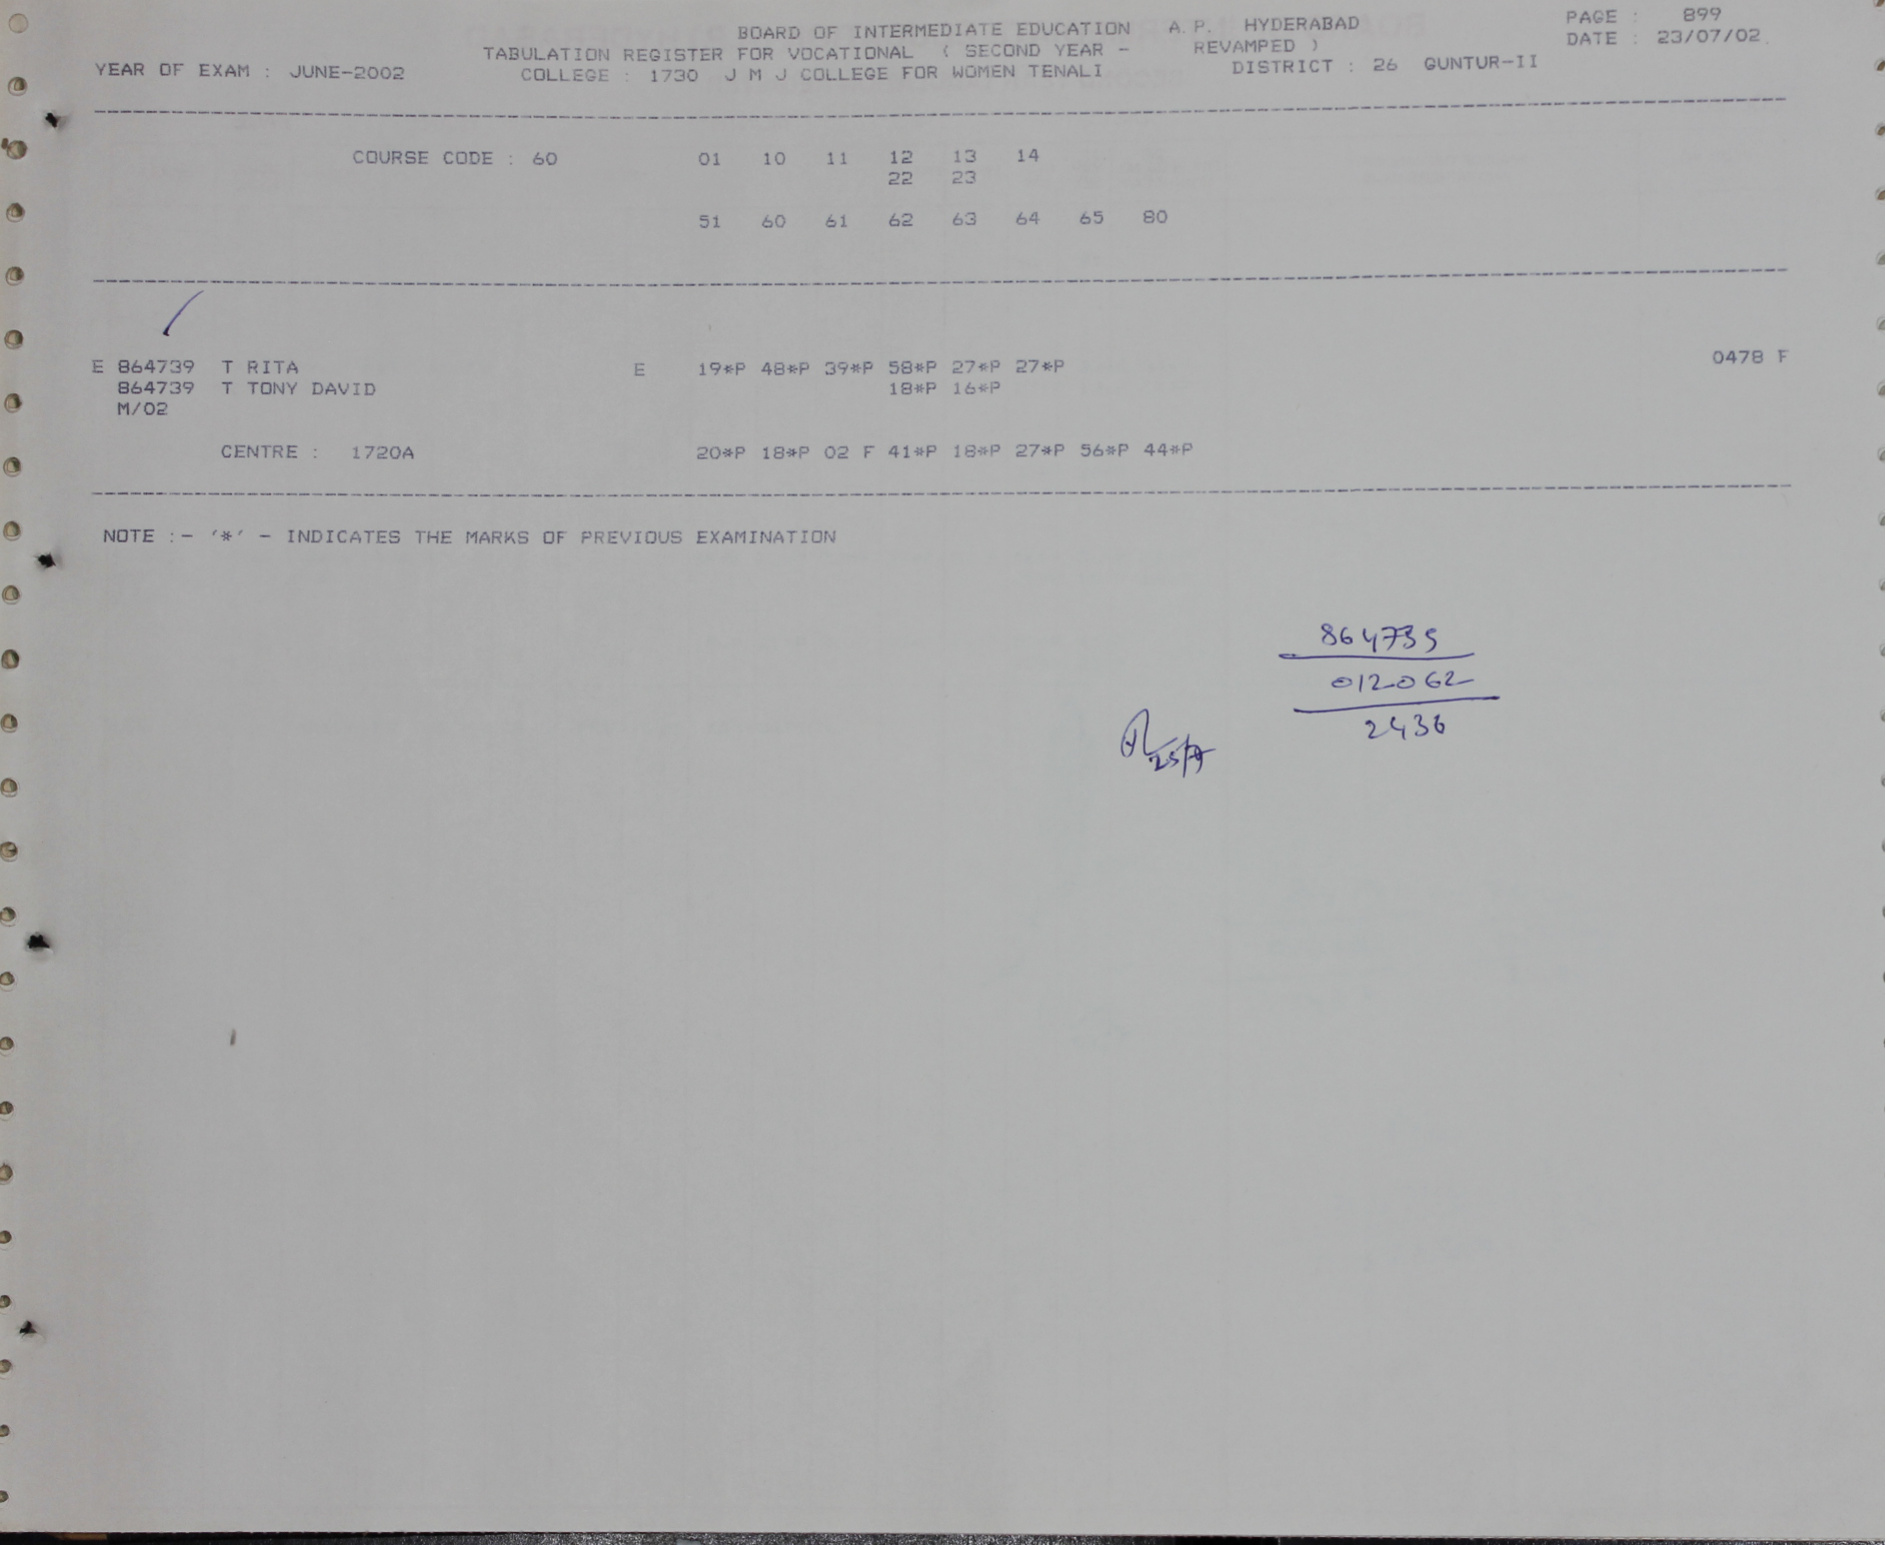 BOARD OF INTERMEDIATE EDUCATION A.P. HYDERABAD PAGE : 899
TABULATION REGISTER FOR VOCATIONAL ( SECOND YEAR - REVAMPED ) DATE : 23/07/02.
YEAR OF EXAM : JUNE-2002 COLLEGE : 1730 J M J COLLEGE FOR WOMEN TENALI DISTRICT : 26 GUNTUR-II
COURSE CODE : 60 01 10 11 12 13 14
22 23
51 60 61 62 63 64 65 80
E 864739 T RITA E 19*P 48*P 39*P 58*P 27*P 27*P 0478 F
864739 T TONY DAVID 18*P 16*P
M/02
CENTRE : 1720A 20*P 18*P 02 F 41*P 18*P 27*P 56*P 44*P
NOTE :- '*' - INDICATES THE MARKS OF PREVIOUS EXAMINATION
864739
012062
2436